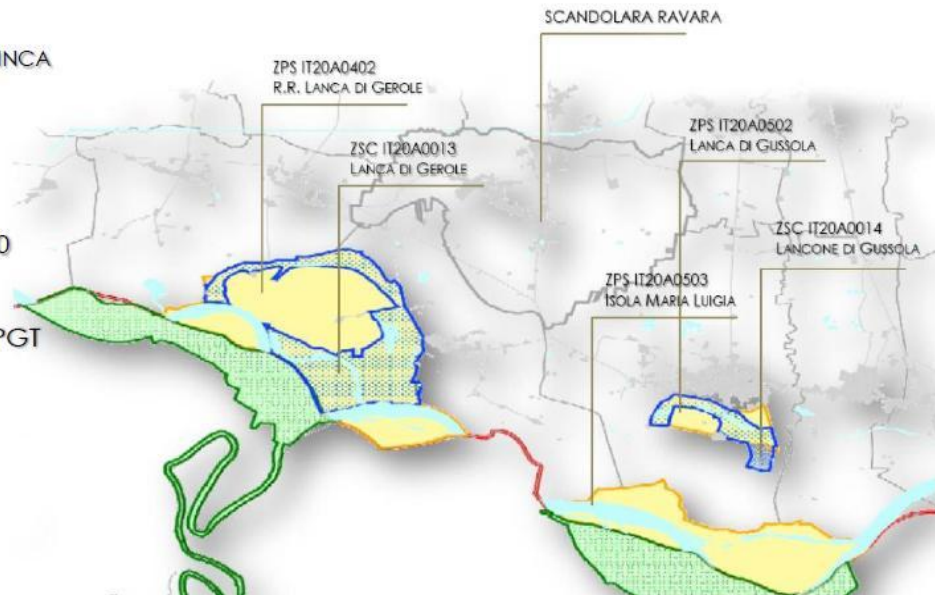 INCA
0
PGT
SCANDOLARA RAVARA
ZPS IT20A0402
R.R. LANCA DI GEROLE
ZSC IT20A0013
LANCA DI GEROLE
ZPS IT20A0502
LANCA DI GUSSOLA
ZSC IT20A0014
LANCONE DI GUSSOLA
ZPS IT20A0503
ISOLA MARIA LUIGIA